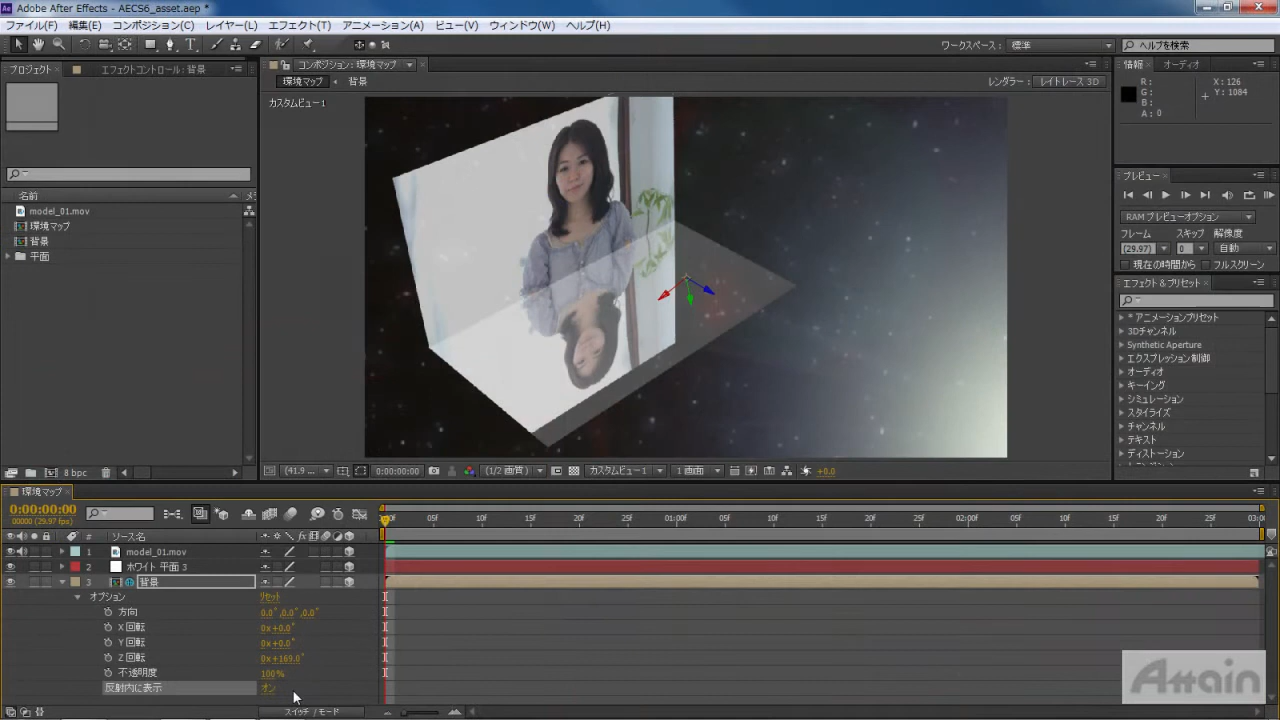 Adobe After Effects - AECS6_asset.aep *
ファイル(F) 編集(E) コンポジション(C) レイヤー(L) エフェクト(T) アニメーション(A) ビュー(V) ウィンドウ(W) ヘルプ(H)
ワークスペース: 標準 ヘルプを検索
プロジェクト エフェクトコントロール: 背景
コンポジション: 環境マップ
環境マップ 背景 レンダラー: レイトレース 3D
カスタムビュー1
情報 オーディオ
R: X: 126
G: Y: 1084
B:
A: 0
名前
model_01.mov
環境マップ
背景
平面
プレビュー
RAM プレビューオプション
フレーム スキップ 解像度
(29.97) 0 自動
現在の時間から フルスクリーン
エフェクト & プリセット
* アニメーションプリセット
3Dチャンネル
Synthetic Aperture
エクスプレッション制御
オーディオ
キーイング
シミュレーション
スタイライズ
チャンネル
テキスト
ディストーション
8 bpc
(41.9 ... 0:00:00:00 (1/2 画質) カスタムビュー1 1 画面 +0.0
環境マップ
0:00:00:00
00000 (29.97 fps)
05f 10f 15f 20f 25f 01:00f 05f 10f 15f 20f 25f 02:00f 05f 10f 15f 20f 25f 03:0
# ソース名
1 model_01.mov
2 ホワイト 平面 3
3 背景
オプション リセット
方向 0.0°,0.0°,0.0°
X 回転 0x+0.0°
Y 回転 0x+0.0°
Z 回転 0x+169.0°
不透明度 100%
反射内に表示 オン
スイッチ / モード
Attain